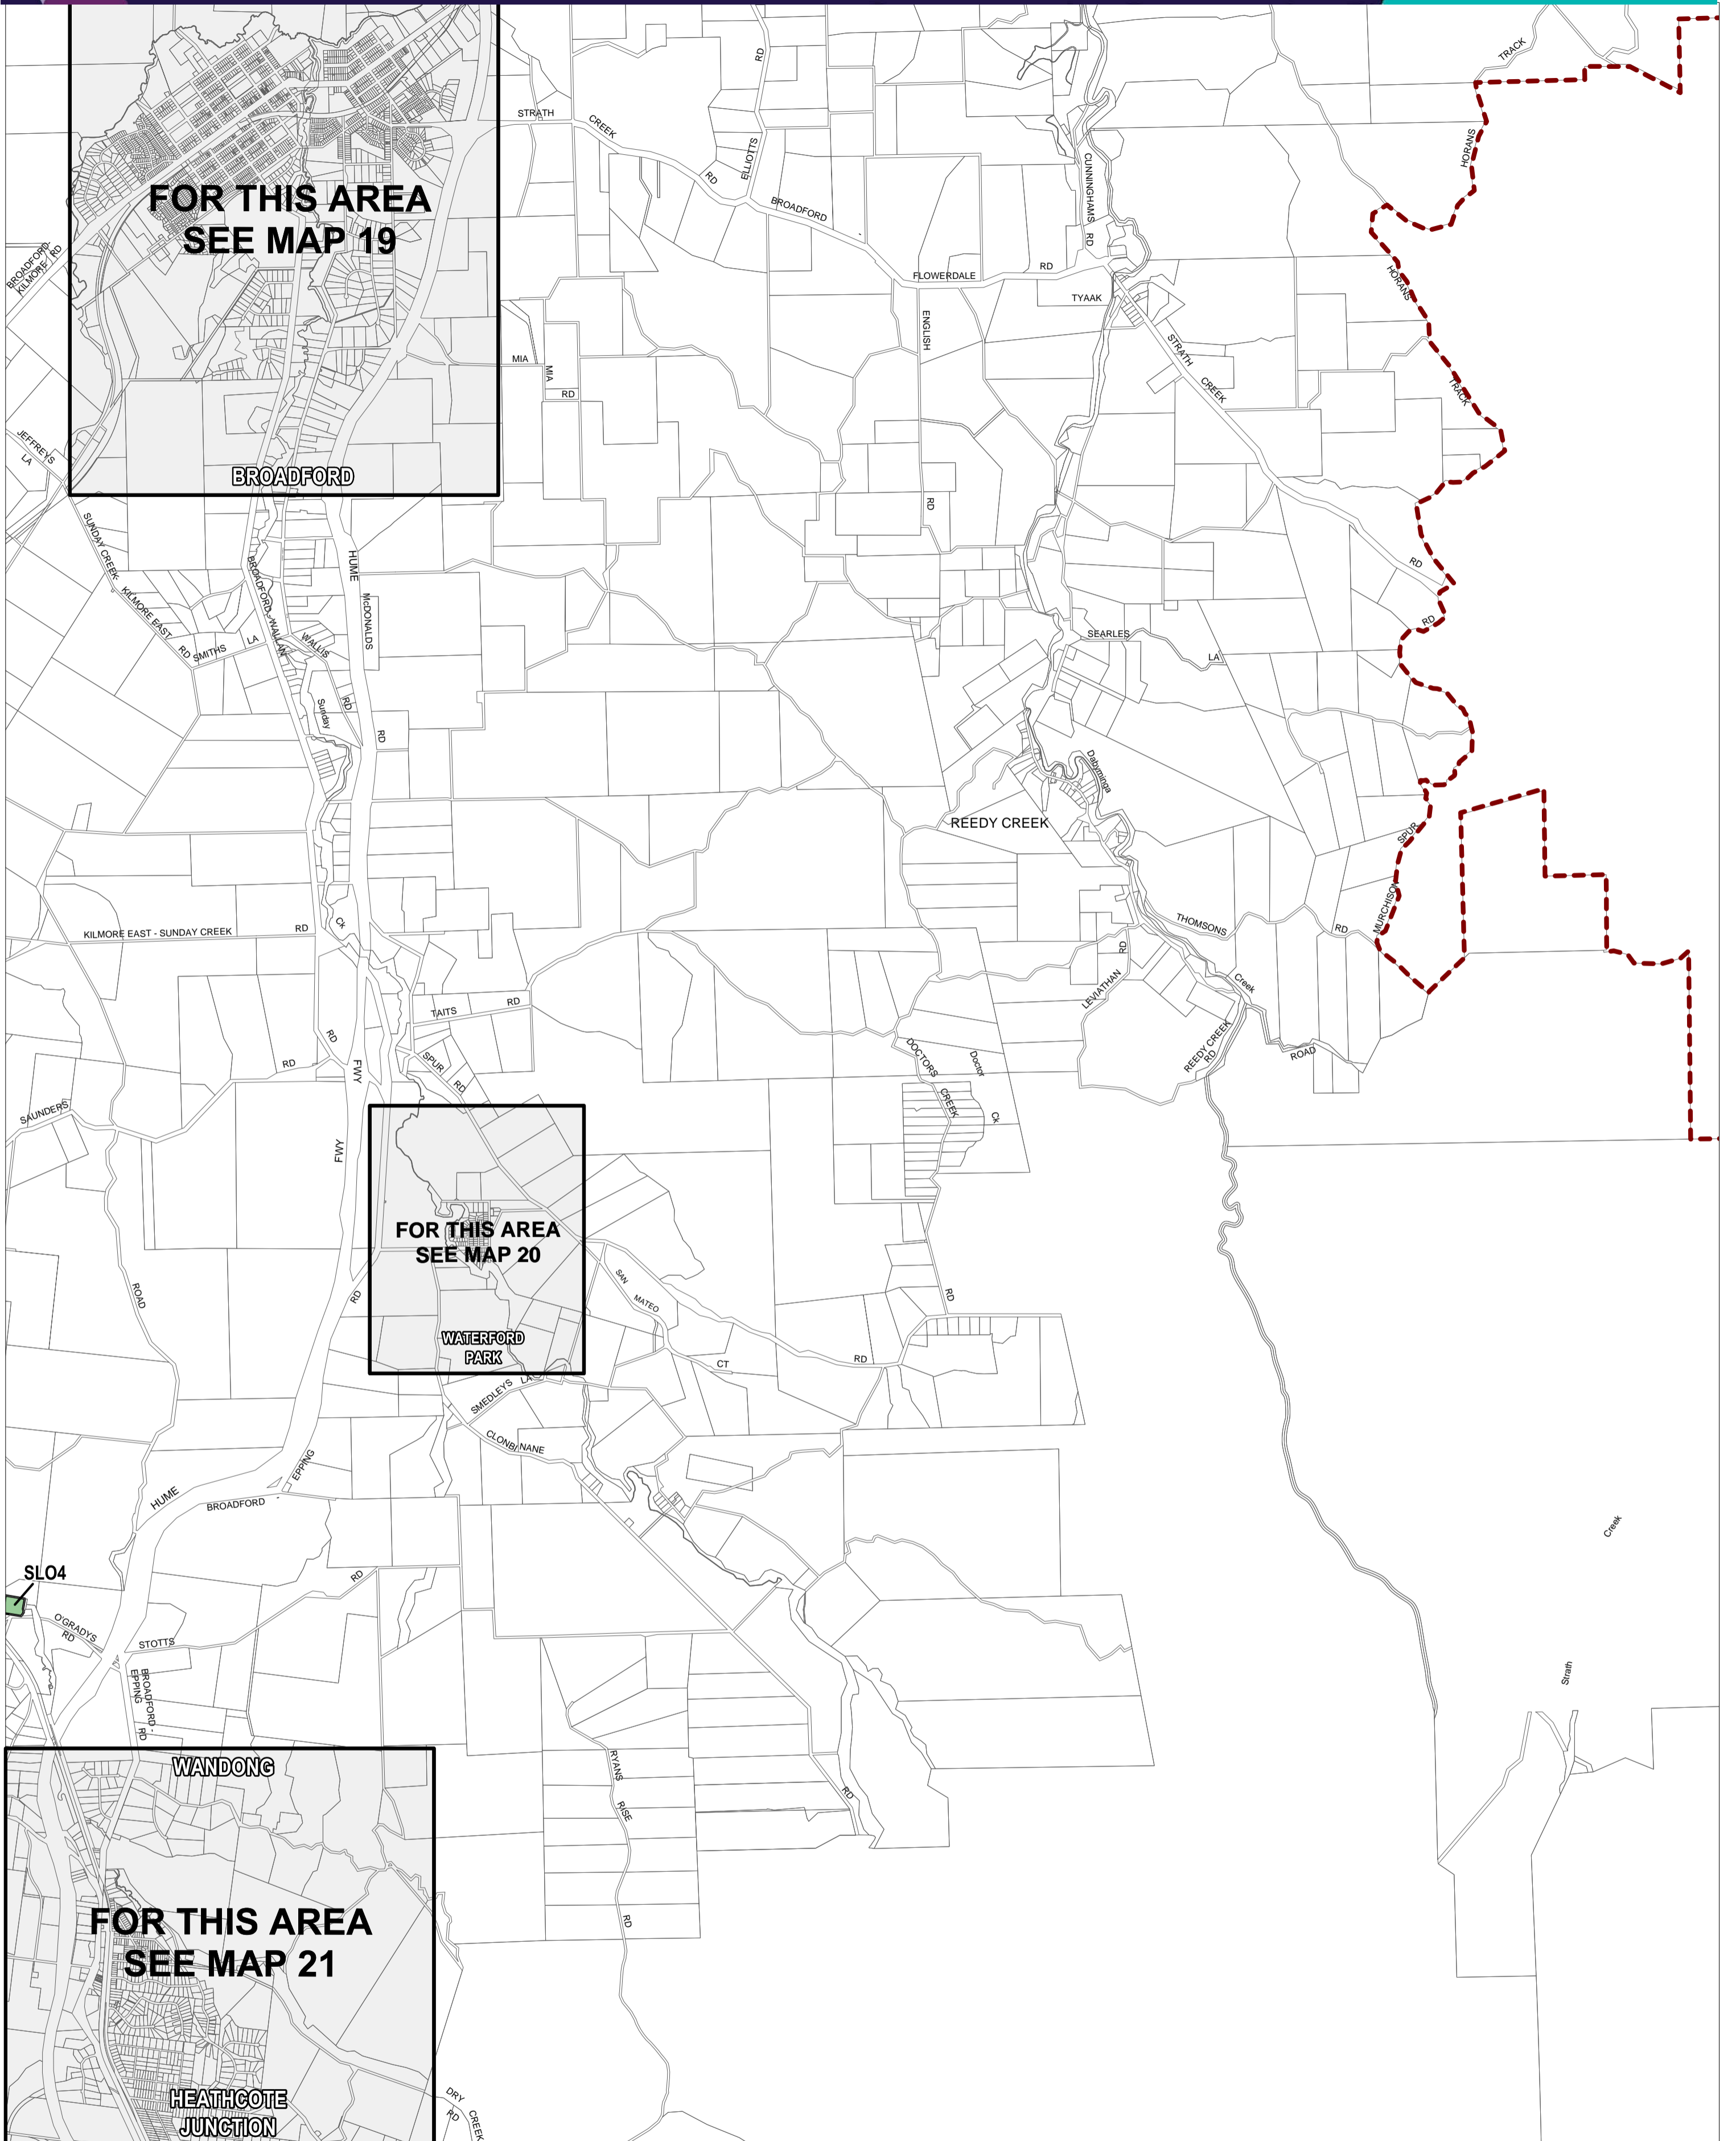 TRACK
RD
STRATH
CREEK
RD
ELLIOTTS
CUNNINGHAMS
RD
HORANS
FOR THIS AREA
SEE MAP 19
BROADFORD
BROADFORD-
KILMORE RD
FLOWERDALE
RD
TYAAK
HORANS
ENGLISH
STRATH
CREEK
MIA
MIA
RD
TRACK
JEFFREYS
LA
BROADFORD
RD
SUNDAY CREEK-
KILMORE EAST
RD
HUME
BROADFORD - WALLAN
McDONALDS
RD
SMITHS
LA
WALLIS
RD
SEARLES
LA
RD
Sunday
RD
Dabyminga
REEDY CREEK
SPUR
MURCHISON
Ck
KILMORE EAST - SUNDAY CREEK
RD
THOMSONS
RD
RD
LEVIATHAN
Creek
TAITS
RD
RD
RD
FWY
SPUR
RD
DOCTORS
CREEK
Doctor
Ck
REEDY CREEK
RD
ROAD
SAUNDERS
FWY
FOR THIS AREA
SEE MAP 20
SAN
MATEO
CT
RD
ROAD
RD
RD
WATERFORD
PARK
SMEDLEYS
LA
CLONBINANE
EPPING
HUME
BROADFORD
-
Creek
SLO4
RD
O'GRADYS
RD
STOTTS
BROADFORD -
EPPING
RD
Strath
WANDONG
RYANS
RISE
RD
RD
FOR THIS AREA
SEE MAP 21
HEATHCOTE
JUNCTION
DRY
CREEK
RD